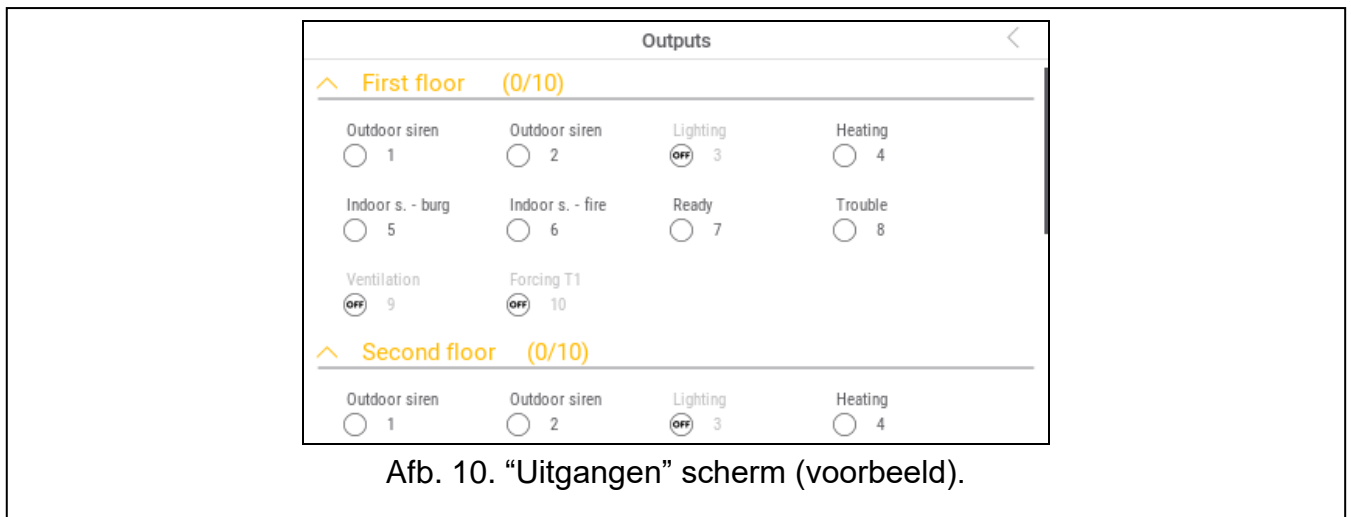 Outputs
First floor (0/10)
Outdoor siren Outdoor siren Lighting Heating
1 2 OFF 3 4
Indoor s. - burg Indoor s. - fire Ready Trouble
5 6 7 8
Ventilation Forcing T1
OFF 9 OFF 10
Second floor (0/10)
Outdoor siren Outdoor siren Lighting Heating
1 2 OFF 3 4
Afb. 10. “Uitgangen” scherm (voorbeeld).